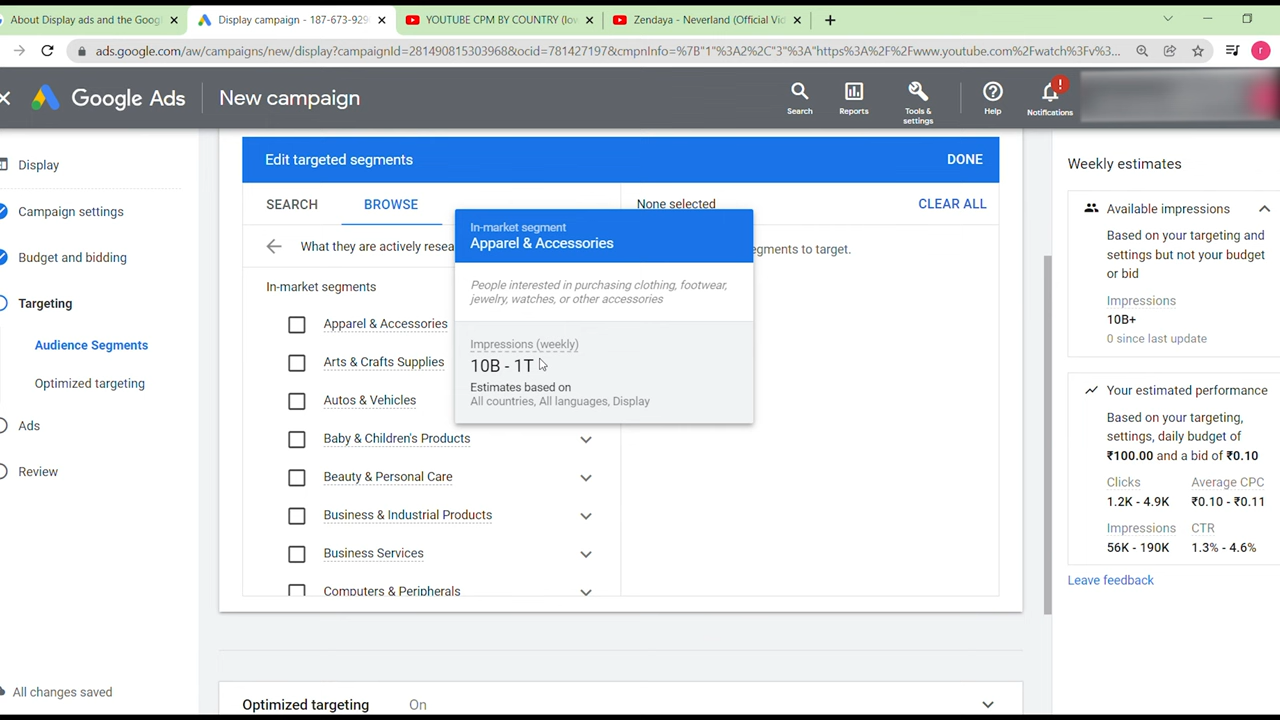 About Display ads and the Googl
Display campaign - 187-673-929
YOUTUBE CPM BY COUNTRY (low
Zendaya - Neverland (Official Vid
ads.google.com/aw/campaigns/new/display?campaignId=281490815303968&ocid=781427197&cmpnInfo=%7B"1"%3A2%2C"3"%3A"https%3A%2F%2Fwww.youtube.com%2Fwatch%3Fv%3...
r
Google Ads
New campaign
Search
Reports
Tools &
settings
Help
Notifications
Display
Campaign settings
Budget and bidding
Targeting
Audience Segments
Optimized targeting
Ads
Review
All changes saved
Edit targeted segments
DONE
SEARCH
BROWSE
None selected
CLEAR ALL
What they are actively resea
egments to target.
In-market segments
Apparel & Accessories
Arts & Crafts Supplies
Autos & Vehicles
Baby & Children's Products
Beauty & Personal Care
Business & Industrial Products
Business Services
Computers & Peripherals
In-market segment
Apparel & Accessories
People interested in purchasing clothing, footwear,
jewelry, watches, or other accessories
Impressions (weekly)
10B - 1T
Estimates based on
All countries, All languages, Display
Optimized targeting On
Weekly estimates
Available impressions
Based on your targeting and
settings but not your budget
or bid
Impressions
10B+
0 since last update
Your estimated performance
Based on your targeting,
settings, daily budget of
₹100.00 and a bid of ₹0.10
Clicks Average CPC
1.2K - 4.9K ₹0.10 - ₹0.11
Impressions CTR
56K - 190K 1.3% - 4.6%
Leave feedback